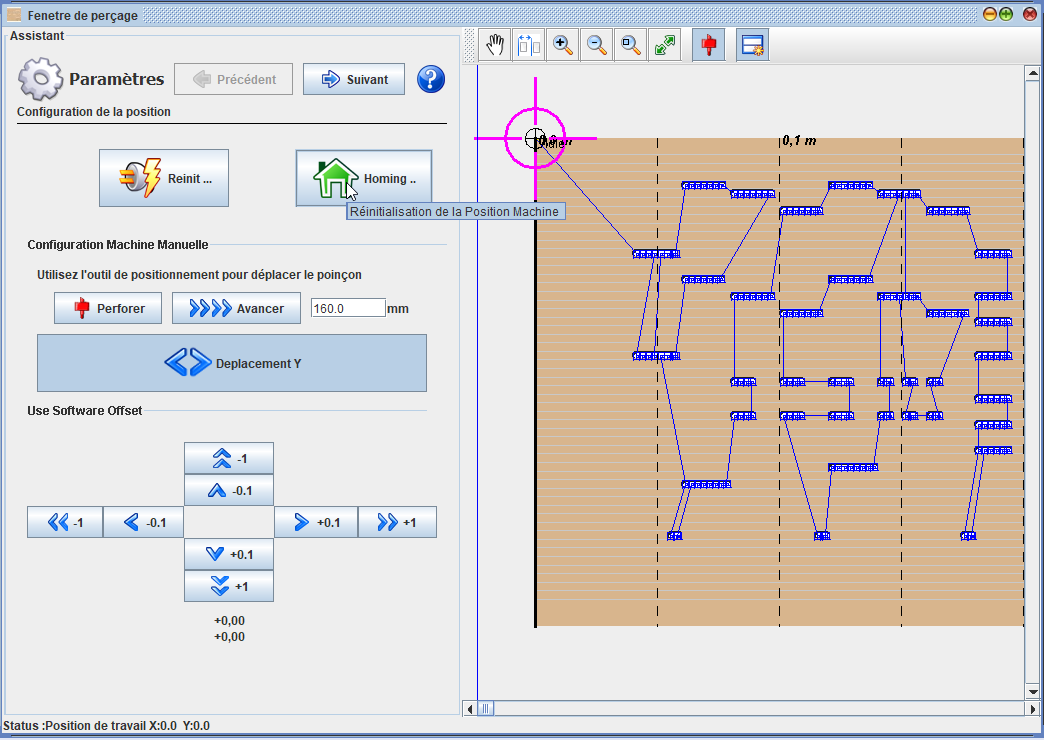 Fenetre de perçage
Assistant
Paramètres
Précédent
Suivant
?
Configuration de la position
Reinit ...
Homing ..
Réinitialisation de la Position Machine
Configuration Machine Manuelle
Utilisez l'outil de positionnement pour déplacer le poinçon
Perforer
Avancer
160.0
mm
Deplacement Y
Use Software Offset
-1
-0.1
-1
-0.1
+0.1
+1
+0.1
+1
+0,00
+0,00
0,1 m
Status :Position de travail X:0.0 Y:0.0